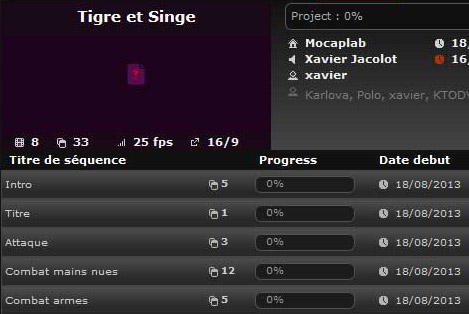 Tigre et Singe
Project : 0%
Mocaplab 18/
Xavier Jacolot 16/
xavier
Karlova, Polo, xavier, KTODV
8 33 25 fps 16/9
Titre de séquence Progress Date debut
Intro 5 0% 18/08/2013
Titre 1 0% 18/08/2013
Attaque 3 0% 18/08/2013
Combat mains nues 12 0% 18/08/2013
Combat armes 5 0% 18/08/2013